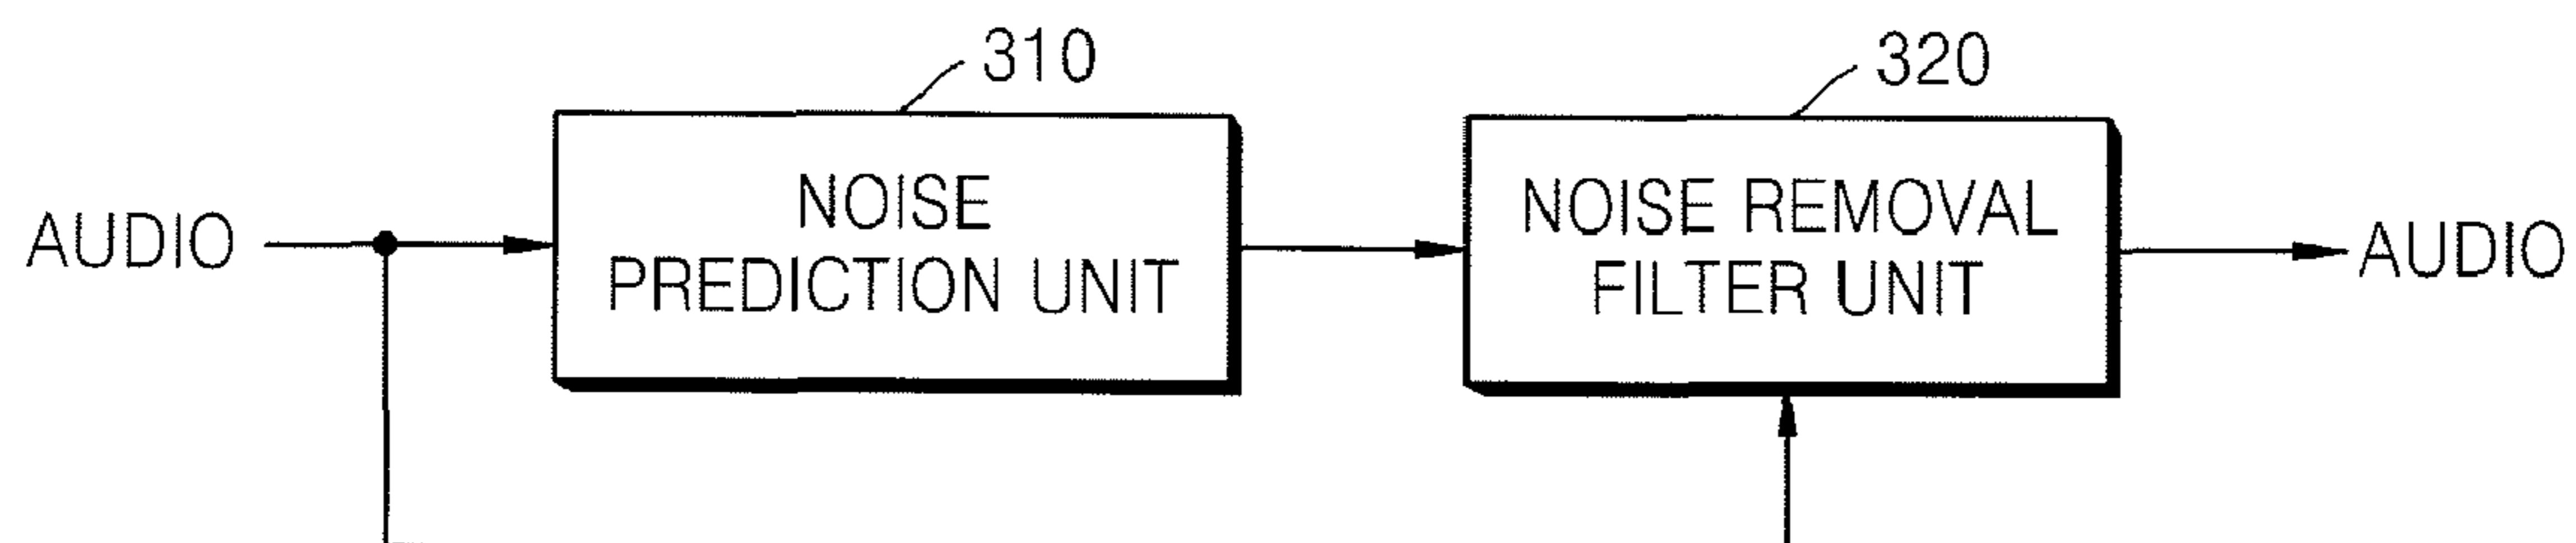 310
320
AUDIO
NOISE
PREDICTION UNIT
NOISE REMOVAL
FILTER UNIT
AUDIO